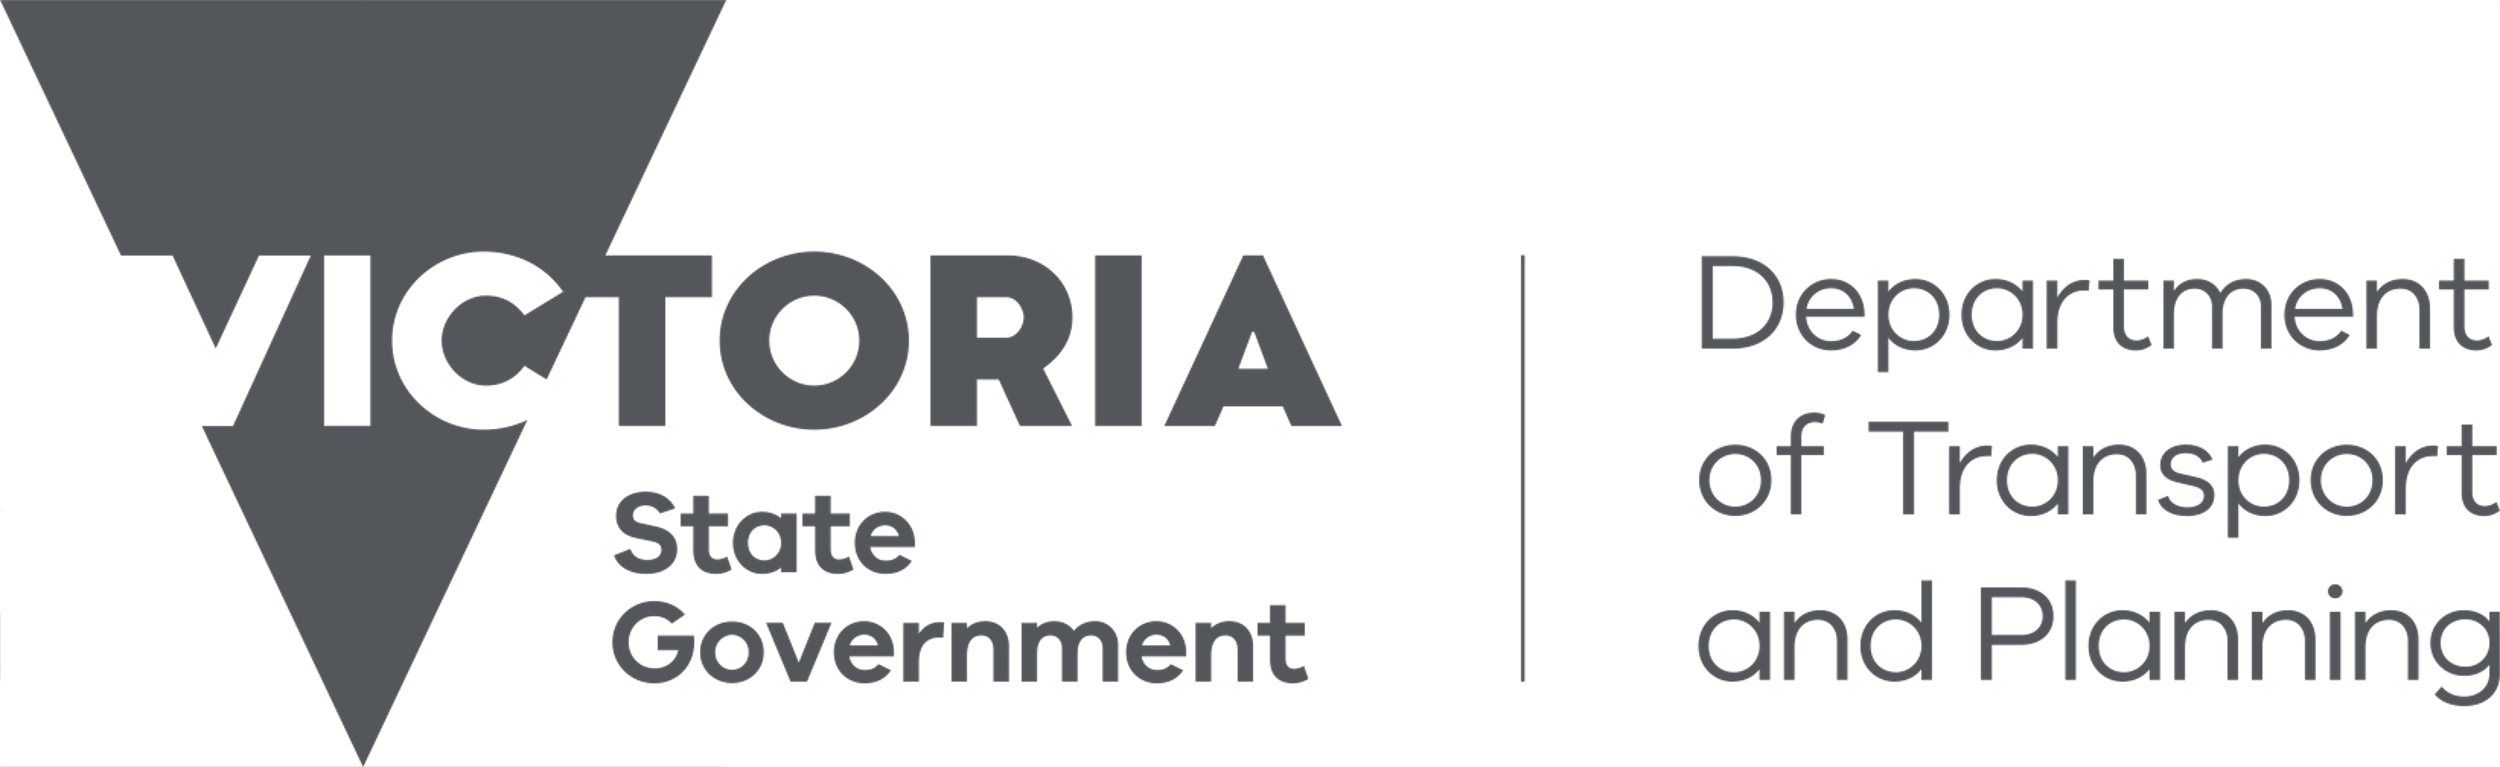 VICTORIA
State
Government
Department
of Transport
and Planning